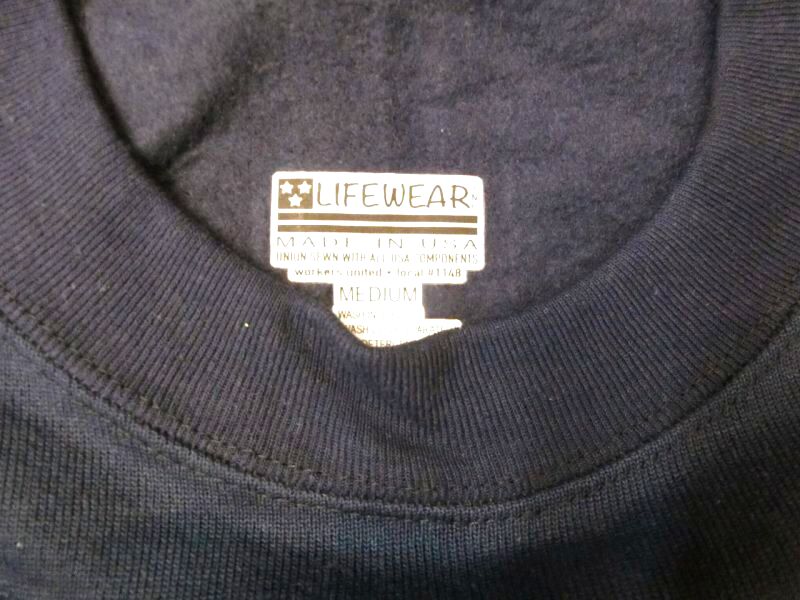 LIFEWEAR
MADE IN USA
UNION SEWN WITH ALL USA COMPONENTS
workers united • local #1148
MEDIUM